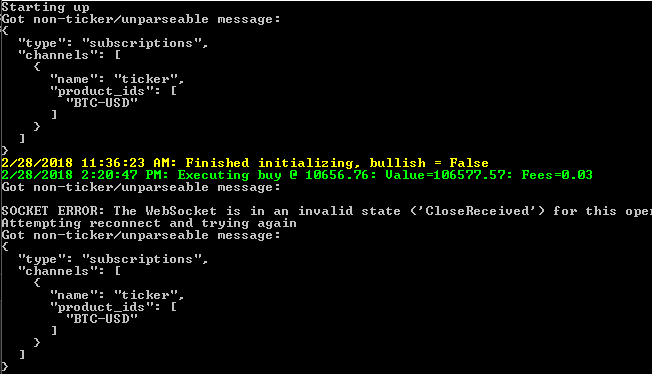 Starting up
Got non-ticker/unparseable message:
{
  "type": "subscriptions",
  "channels": [
    {
      "name": "ticker",
      "product_ids": [
        "BTC-USD"
      ]
    }
  ]
}
2/28/2018 11:36:23 AM: Finished initializing, bullish = False
2/28/2018 2:20:47 PM: Executing buy @ 10656.76: Value=106577.57: Fees=0.03
Got non-ticker/unparseable message:

SOCKET ERROR: The WebSocket is in an invalid state ('CloseReceived') for this oper
Attempting reconnect and trying again
Got non-ticker/unparseable message:
{
  "type": "subscriptions",
  "channels": [
    {
      "name": "ticker",
      "product_ids": [
        "BTC-USD"
      ]
    }
  ]
}